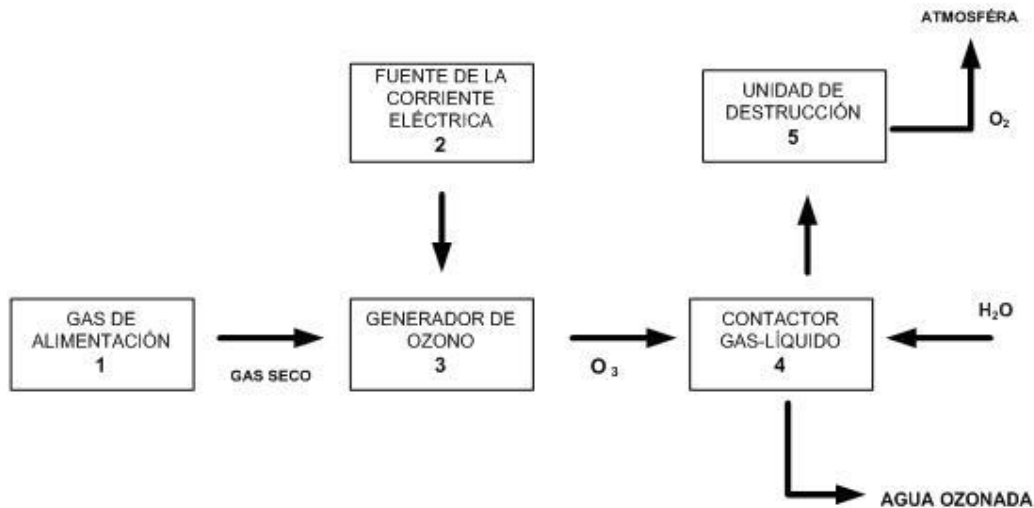 ATMOSFÉRA
FUENTE DE LA
CORRIENTE
ELÉCTRICA
2
UNIDAD DE
DESTRUCCIÓN
5
O₂
GAS DE
ALIMENTACIÓN
1
GAS SECO
GENERADOR DE
OZONO
3
O ₃
CONTACTOR
GAS-LÍQUIDO
4
H₂O
AGUA OZONADA